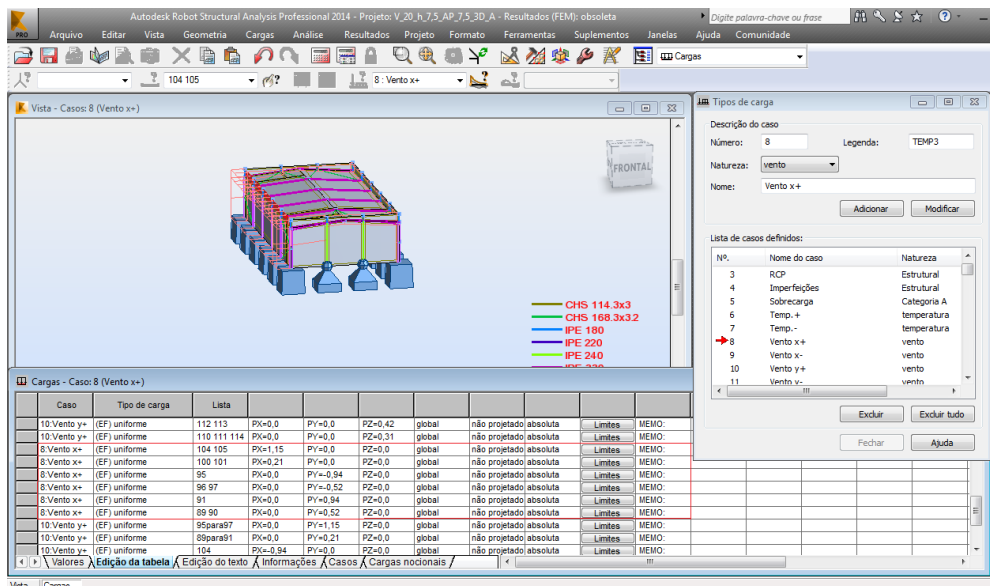 Autodesk Robot Structural Analysis Professional 2014 - Projeto: V_20_h_7,5_AP_7,5_3D_A - Resultados (FEM): obsoleta
Digite palavra-chave ou frase
PRO Arquivo Editar Vista Geometria Cargas Análise Resultados Projeto Formato Ferramentas Suplementos Janelas Ajuda Comunidade
Cargas
104 105
8 : Vento x+
Vista - Casos: 8 (Vento x+)
FRONTAL
CHS 114.3x3
CHS 168.3x3.2
IPE 180
IPE 220
IPE 240
Tipos de carga
Descrição do caso
Número: 8 Legenda: TEMP3
Natureza: vento
Nome: Vento x+
Adicionar Modificar
Lista de casos definidos:
Nº. Nome do caso Natureza
3 RCP Estrutural
4 Imperfeições Estrutural
5 Sobrecarga Categoria A
6 Temp.+ temperatura
7 Temp.- temperatura
8 Vento x+ vento
9 Vento x- vento
10 Vento y+ vento
11 Vento y- vento
Excluir Excluir tudo
Fechar Ajuda
Cargas - Caso: 8 (Vento x+)
Caso Tipo de carga Lista
10:Vento y+ (EF) uniforme 112 113 PX=0,0 PY=0,0 PZ=0,42 global não projetado absoluta Limites MEMO:
10:Vento y+ (EF) uniforme 110 111 114 PX=0,0 PY=0,0 PZ=0,31 global não projetado absoluta Limites MEMO:
8:Vento x+ (EF) uniforme 104 105 PX=1,15 PY=0,0 PZ=0,0 global não projetado absoluta Limites MEMO:
8:Vento x+ (EF) uniforme 100 101 PX=0,21 PY=0,0 PZ=0,0 global não projetado absoluta Limites MEMO:
8:Vento x+ (EF) uniforme 95 PX=0,0 PY=-0,94 PZ=0,0 global não projetado absoluta Limites MEMO:
8:Vento x+ (EF) uniforme 96 97 PX=0,0 PY=-0,52 PZ=0,0 global não projetado absoluta Limites MEMO:
8:Vento x+ (EF) uniforme 91 PX=0,0 PY=0,94 PZ=0,0 global não projetado absoluta Limites MEMO:
8:Vento x+ (EF) uniforme 89 90 PX=0,0 PY=0,52 PZ=0,0 global não projetado absoluta Limites MEMO:
10:Vento y+ (EF) uniforme 95para97 PX=0,0 PY=1,15 PZ=0,0 global não projetado absoluta Limites MEMO:
10:Vento y+ (EF) uniforme 89para91 PX=0,0 PY=0,21 PZ=0,0 global não projetado absoluta Limites MEMO:
10:Vento y+ (EF) uniforme 104 PX=-0,94 PY=0,0 PZ=0,0 global não projetado absoluta Limites MEMO:
Valores Edição da tabela Edição do texto Informações Casos Cargas nocionais
Vista Cargas